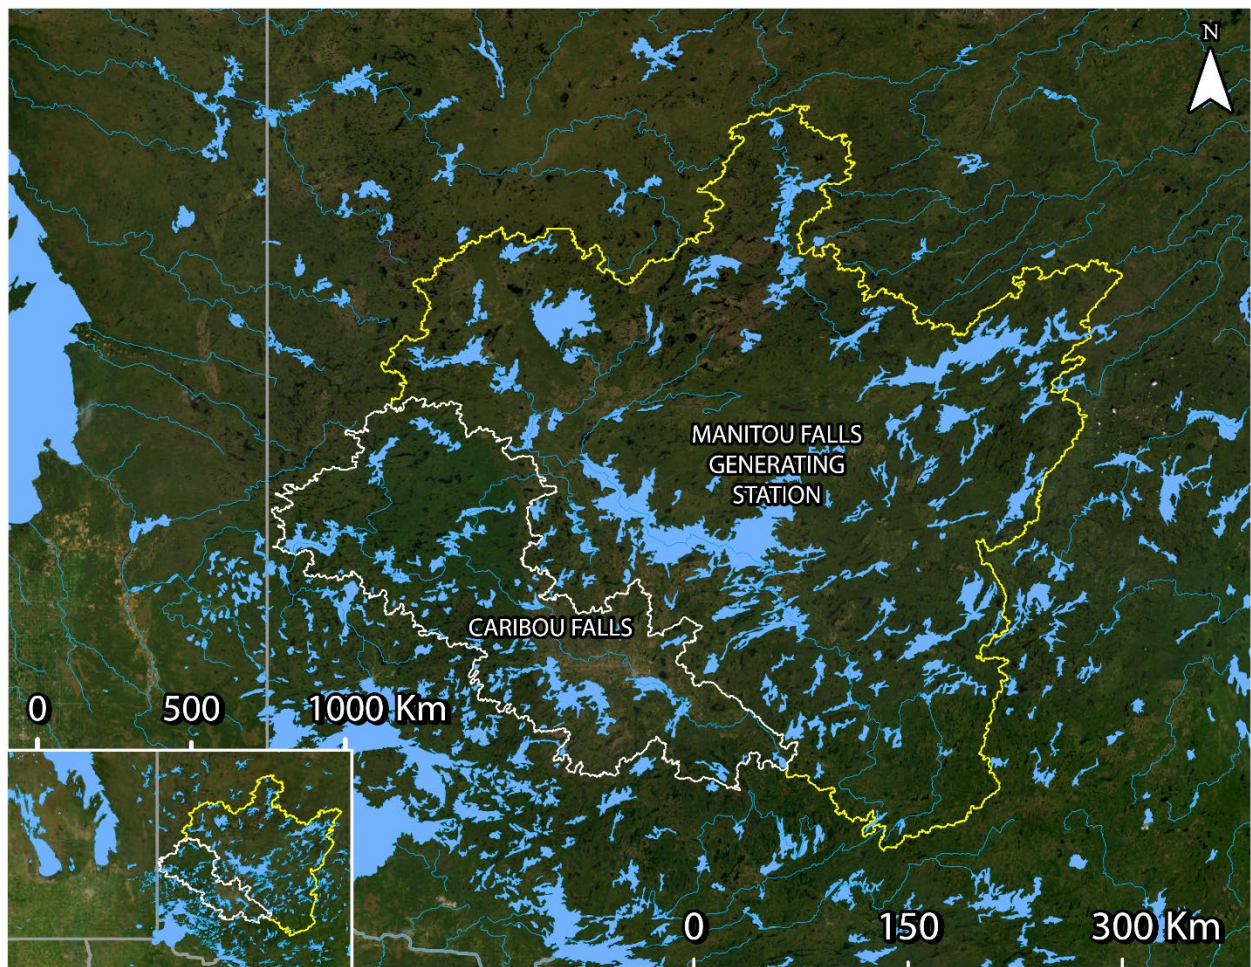 N
MANITOU FALLS
GENERATING
STATION
CARIBOU FALLS
0 500 1000 Km
0 150 300 Km